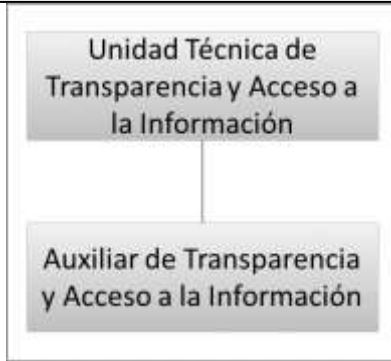 Unidad Técnica de
Transparencia y Acceso a
la Información
Auxiliar de Transparencia
y Acceso a la Información